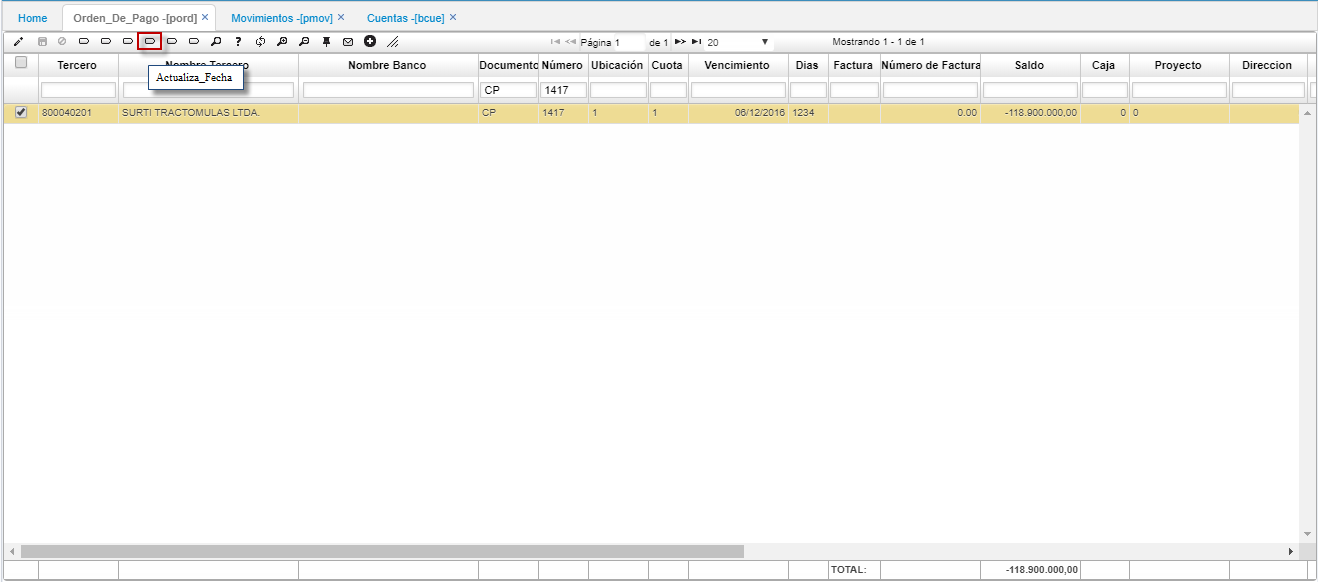 Home Orden_De_Pago -[pord] × Movimientos -[pmov] × Cuentas -[bcue] ×
Página 1 de 1 20 Mostrando 1 - 1 de 1
Tercero Nombre Tercero Nombre Banco Documento Número Ubicación Cuota Vencimiento Dias Factura Número de Factura Saldo Caja Proyecto Direccion
Actualiza_Fecha
CP 1417
800040201 SURTI TRACTOMULAS LTDA. CP 1417 1 1 06/12/2016 1234 0.00 -118.900.000,00 0 0
TOTAL: -118.900.000,00